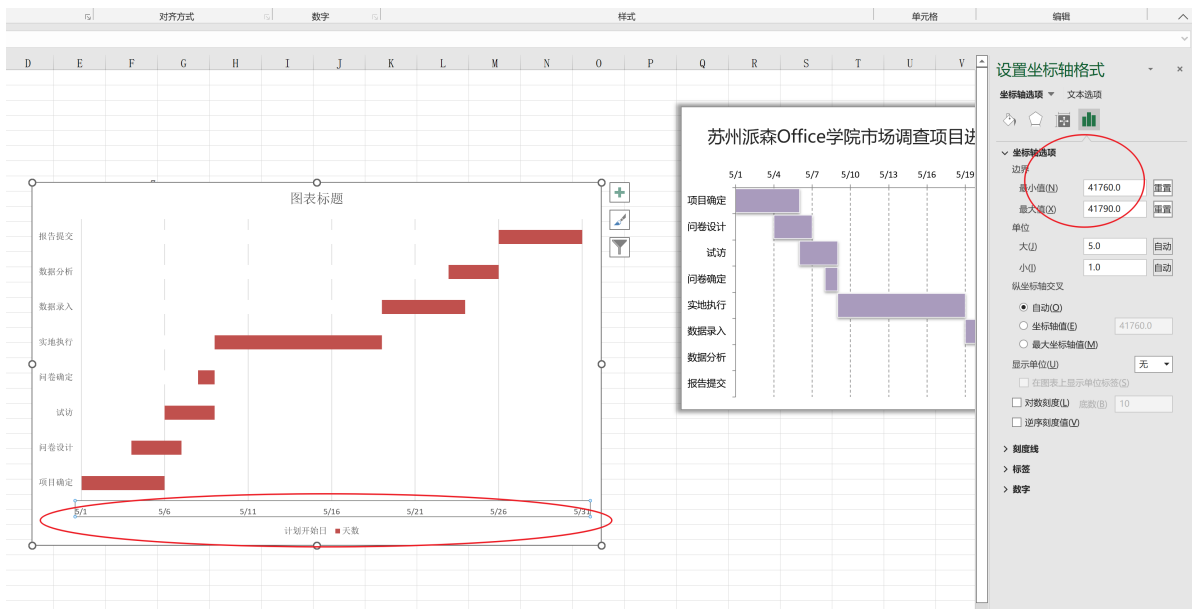 对齐方式 数字 样式 单元格 编辑
D E F G H I J K L M N O P Q R S T U V
图表标题
报告提交
数据分析
数据录入
实地执行
问卷确定
试访
问卷设计
项目确定
5/1 5/6 5/11 5/16 5/21 5/26 5/31
计划开始日 天数
苏州派森Office学院市场调查项目进
5/1 5/4 5/7 5/10 5/13 5/16 5/19
项目确定
问卷设计
试访
问卷确定
实地执行
数据录入
数据分析
报告提交
设置坐标轴格式
坐标轴选项 文本选项
坐标轴选项
边界
最小值(N) 41760.0 重置
最大值(X) 41790.0 重置
单位
大(J) 5.0 自动
小(I) 1.0 自动
纵坐标轴交叉
自动(O)
坐标轴值(E) 41760.0
最大坐标轴值(M)
显示单位(U) 无
在图表上显示单位标签(S)
对数刻度(L) 底数(B) 10
逆序刻度值(V)
刻度线
标签
数字